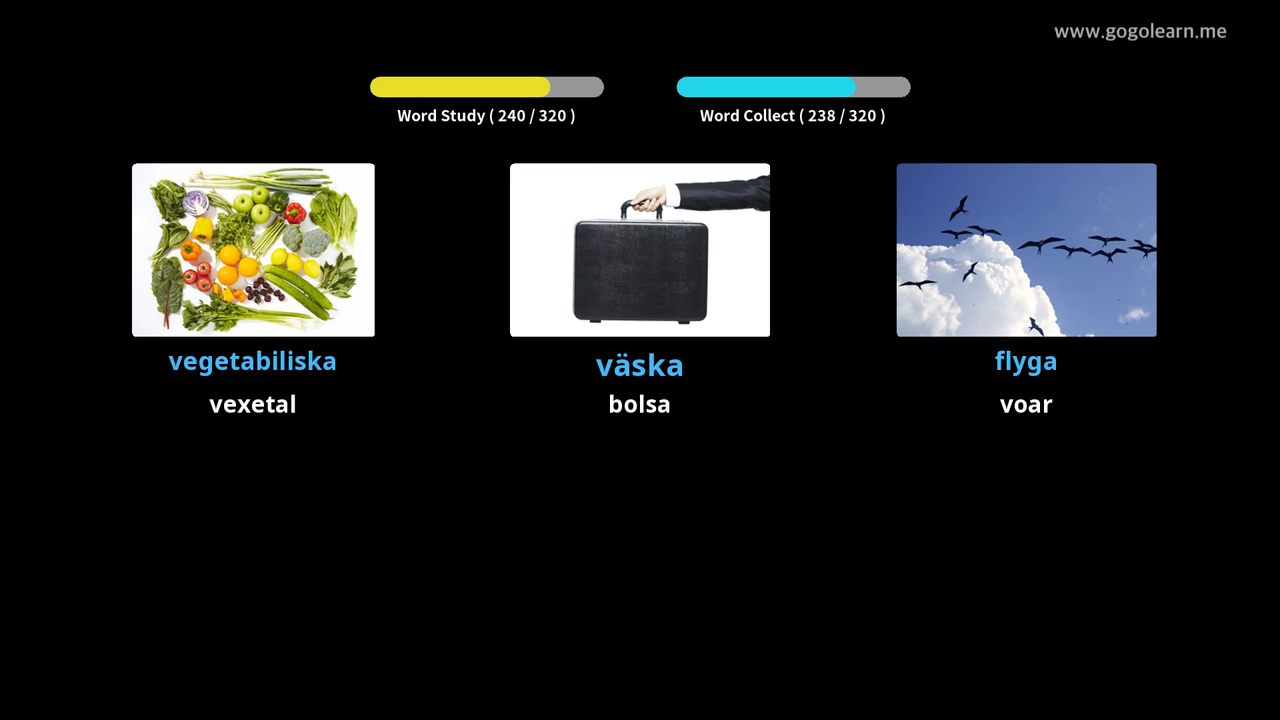 www.gogolearn.me
Word Study ( 240 / 320 )
Word Collect ( 238 / 320 )
vegetabiliska
väska
flyga
vexetal
bolsa
voar